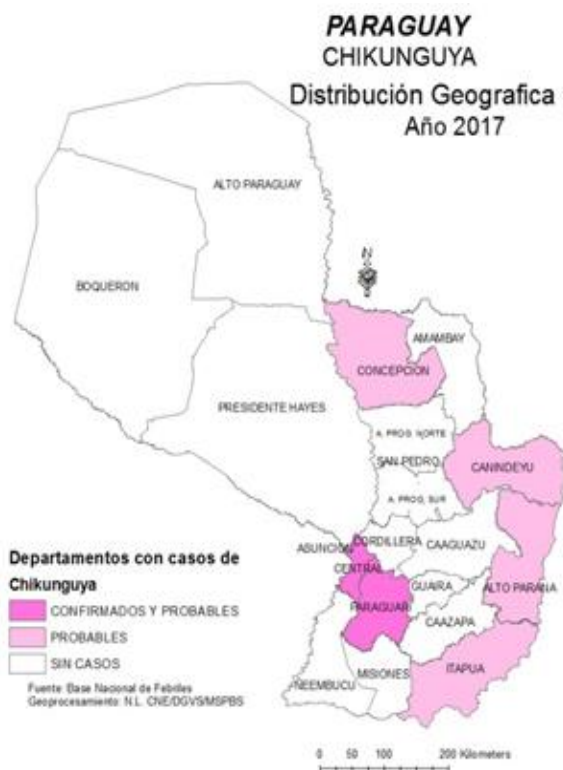 PARAGUAY
CHIKUNGUYA
Distribución Geografica
Año 2017
ALTO PARAGUAY
BOQUERON
N
AMAMBAY
CONCEPCION
PRESIDENTE HAYES
A. PROG. NORTE
SAN PEDRO
CANINDEYU
A. PROG. SUR
ASUNCION
CORDILLERA
CAAGUAZU
CENTRAL
GUAIRA
ALTO PARANA
PARAGUARI
CAAZAPA
MISIONES
ITAPUA
ÑEEMBUCU
Departamentos con casos de
Chikunguya
CONFIRMADOS Y PROBABLES
PROBABLES
SIN CASOS
Fuente: Base Nacional de Febriles
Geoprocesamiento: N.L. CNE/DGVS/MSPBS
0 50 100 200 Kilometers